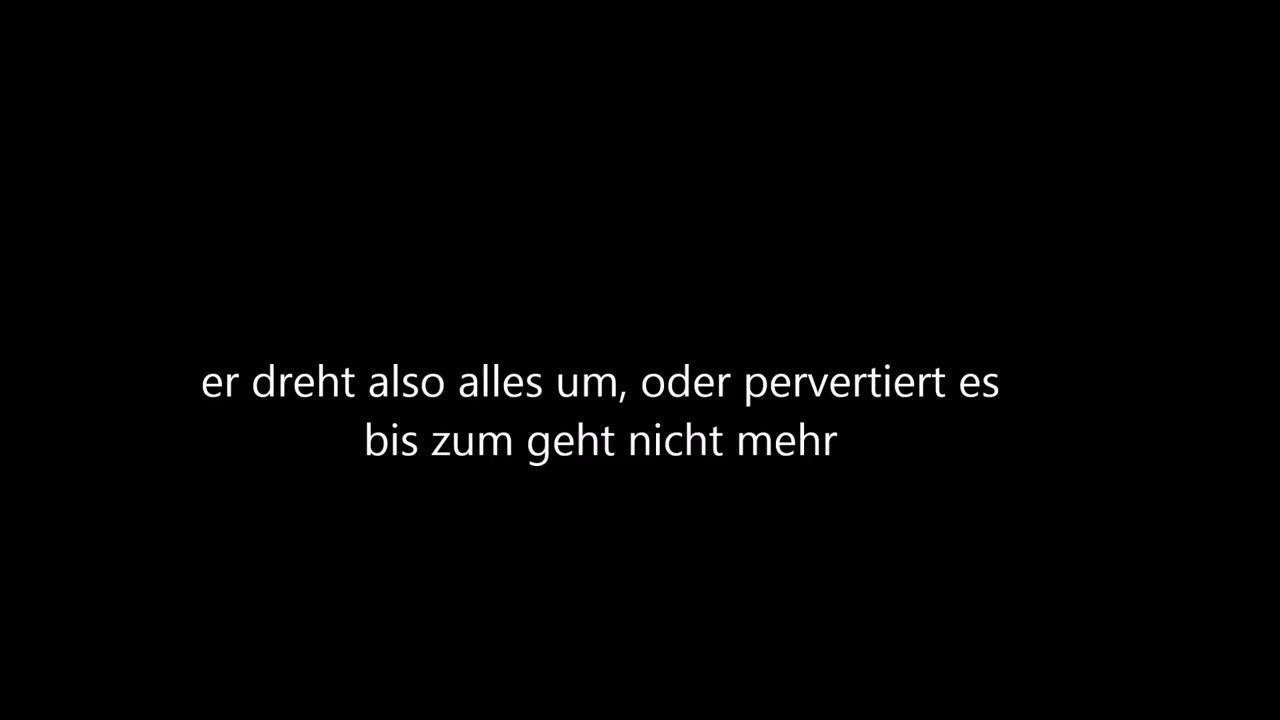 er dreht also alles um, oder pervertiert es
bis zum geht nicht mehr